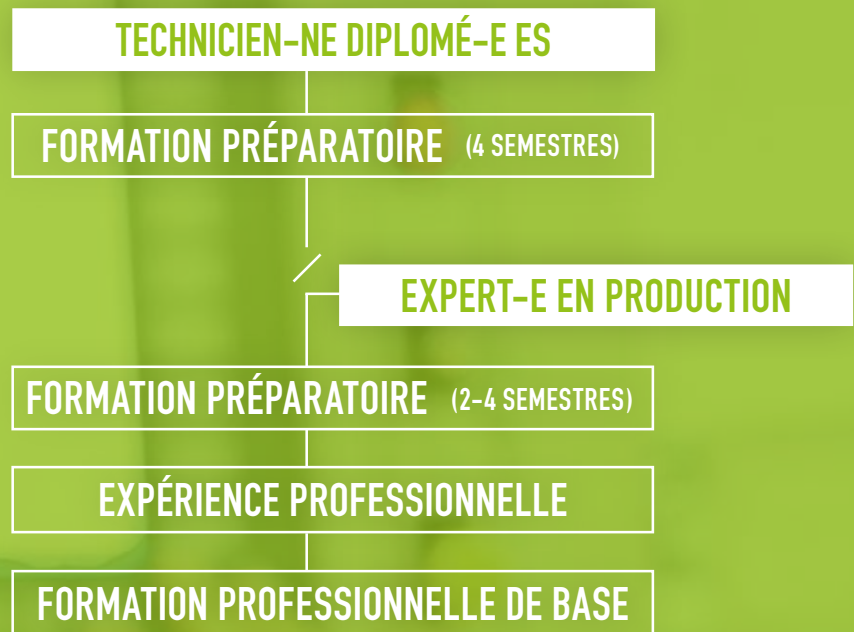 TECHNICIEN-NE DIPLOMÉ-E ES
FORMATION PRÉPARATOIRE (4 SEMESTRES)
EXPERT-E EN PRODUCTION
FORMATION PRÉPARATOIRE (2-4 SEMESTRES)
EXPÉRIENCE PROFESSIONNELLE
FORMATION PROFESSIONNELLE DE BASE